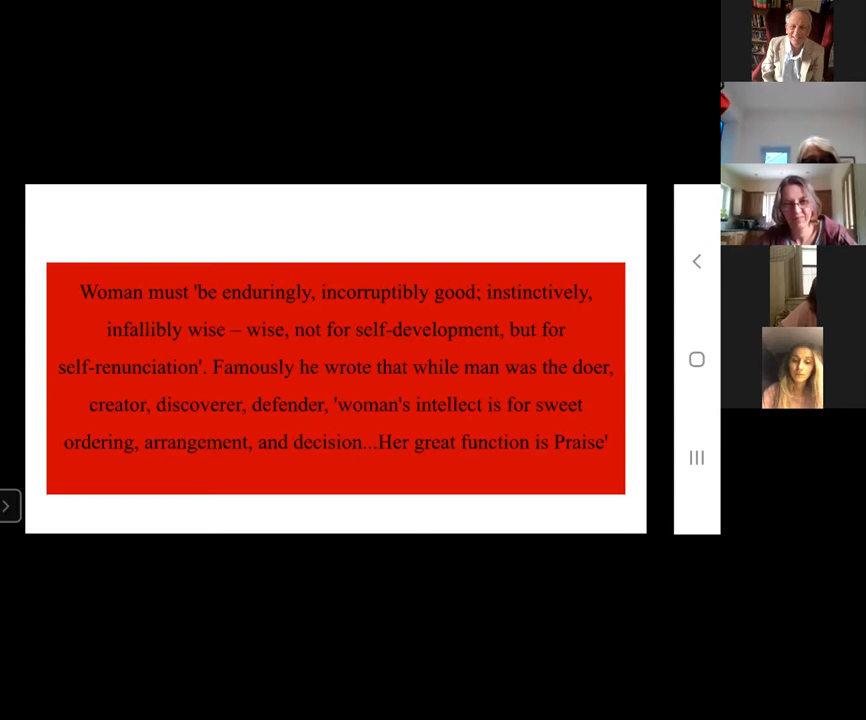 Woman must 'be enduringly, incorruptibly good; instinctively,
infallibly wise – wise, not for self-development, but for
self-renunciation'. Famously he wrote that while man was the doer,
creator, discoverer, defender, 'woman's intellect is for sweet
ordering, arrangement, and decision...Her great function is Praise'